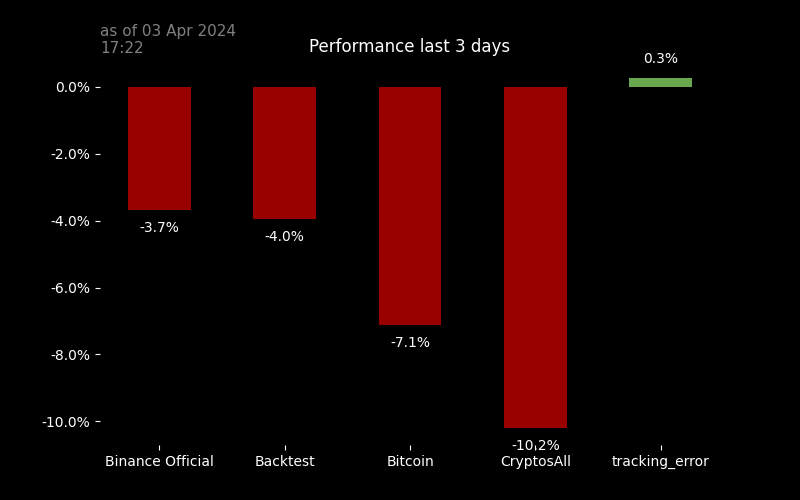 as of 03 Apr 2024
17:22
Performance last 3 days
0.3%
0.0%
-2.0%
-4.0%
-6.0%
-8.0%
-10.0%
-3.7%
-4.0%
-7.1%
-10.2%
Binance Official
Backtest
Bitcoin
CryptosAll
tracking_error